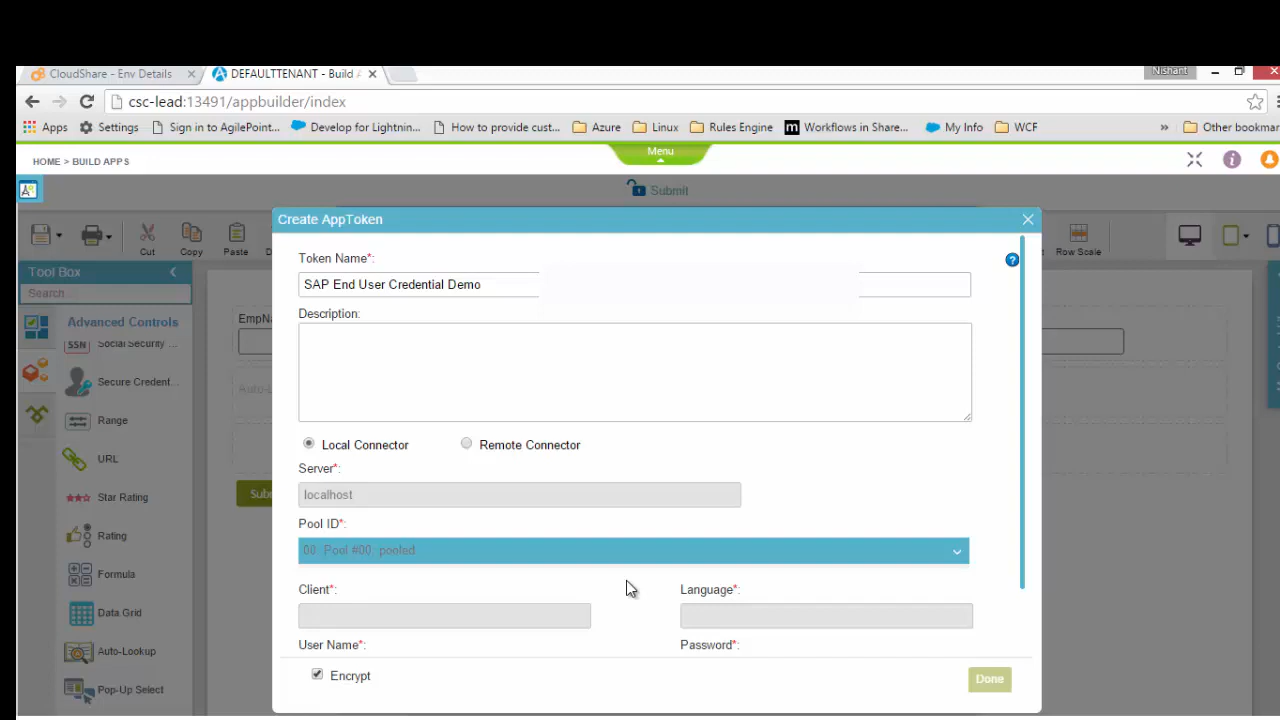 CloudShare - Env Details
DEFAULTTENANT - Build
Nishant
csc-lead:13491/appbuilder/index
Apps Settings Sign in to AgilePoint... Develop for Lightnin... How to provide cust... Azure Linux Rules Engine Workflows in Share... My Info WCF » Other bookmar
HOME > BUILD APPS
Menu
Submit
Cut Copy Paste
Row Scale
Create AppToken
Tool Box
Search
Advanced Controls
Social Security ...
SSN
Secure Credent...
Range
URL
Star Rating
Rating
Formula
Data Grid
Auto-Lookup
Pop-Up Select
EmpNa
Auto-L
Sub
Token Name*:
SAP End User Credential Demo
Description:
Local Connector Remote Connector
Server*:
localhost
Pool ID*:
00 Pool #00 pooled
Client*: Language*:
User Name*: Password*:
Encrypt
Done